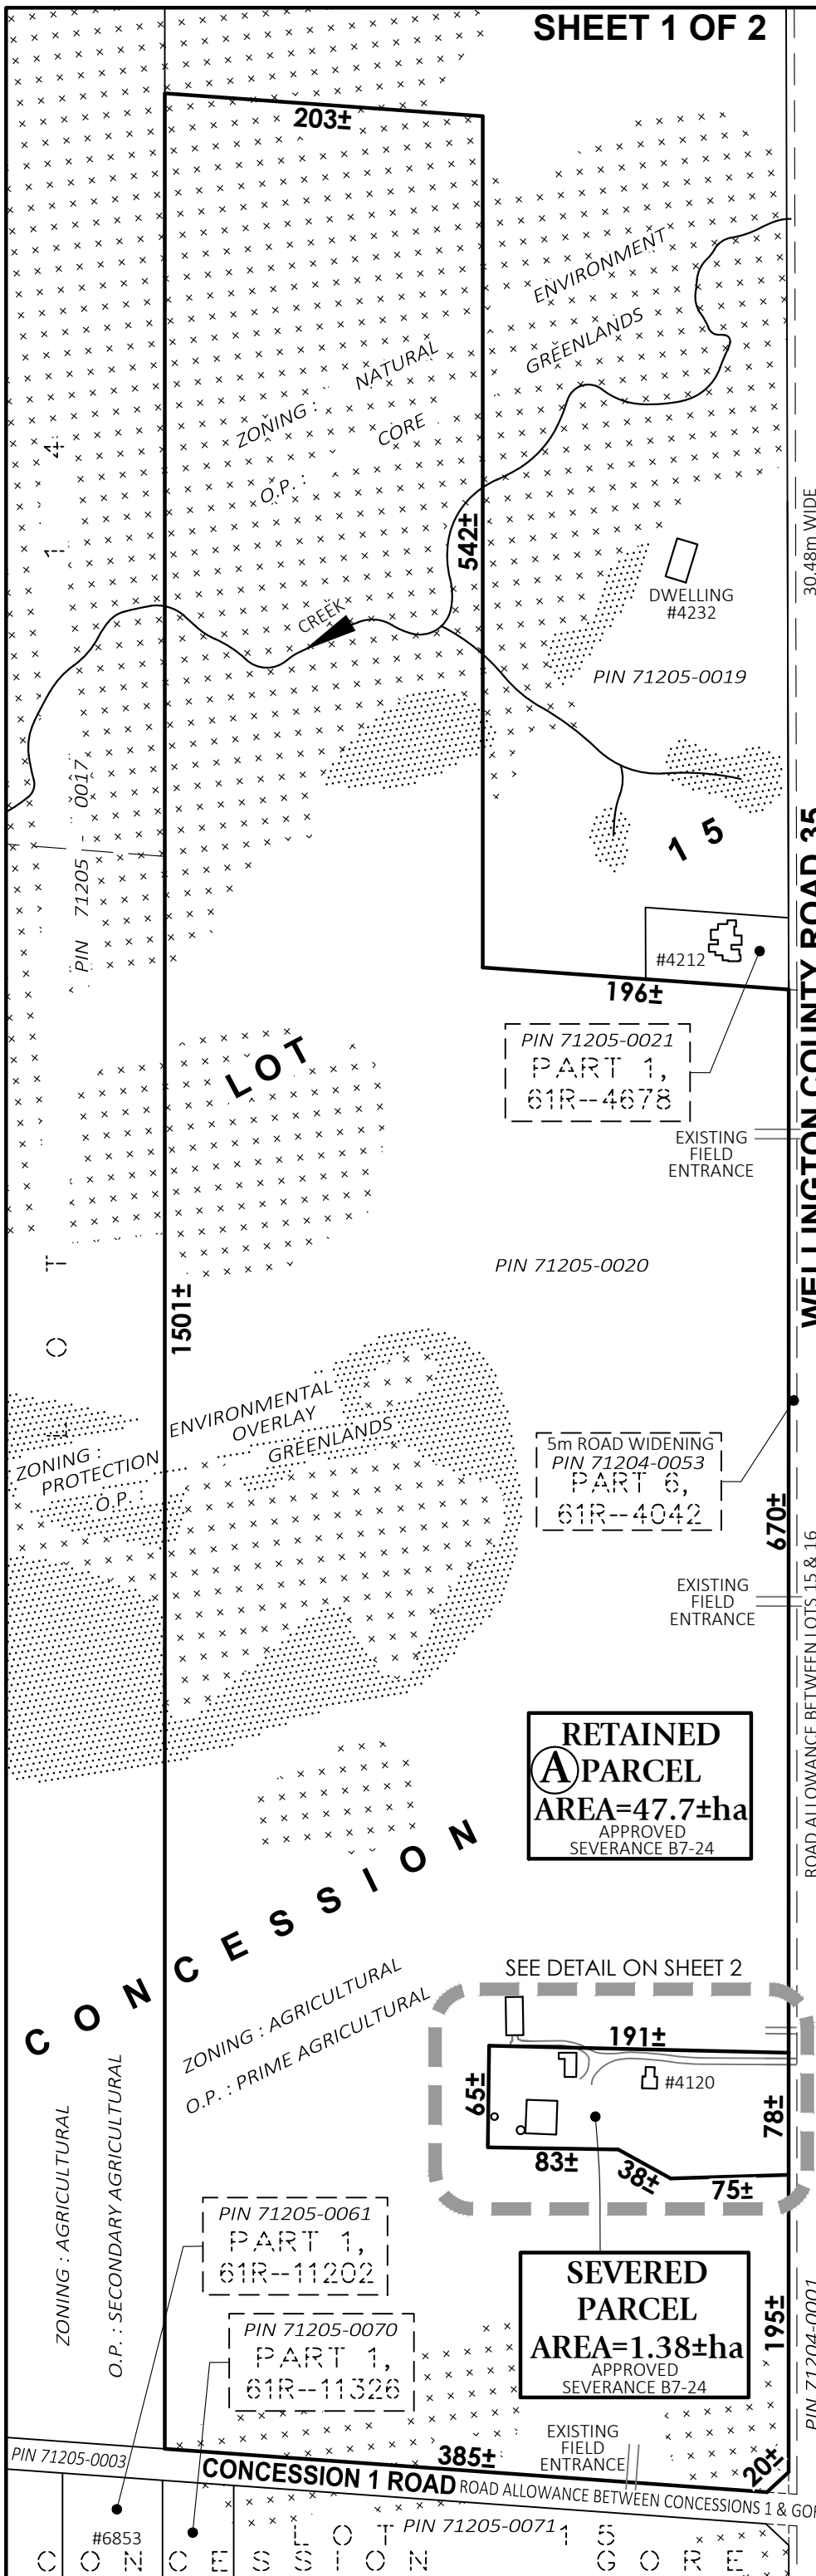 SHEET 1 OF 2
203±
ENVIRONMENT
GREENLANDS
NATURAL
ZONING :
CORE
O.P. :
1 4
542±
30.48m WIDE
DWELLING
#4232
CREEK
PIN 71205-0019
PIN 71205 - 0017
1 5
WELLINGTON COUNTY ROAD 35
#4212
196±
PIN 71205-0021
PART 1,
61R--4678
LOT
EXISTING
FIELD
ENTRANCE
PIN 71205-0020
L O T
1501±
ENVIRONMENTAL
OVERLAY
GREENLANDS
ZONING :
PROTECTION
O.P.
5m ROAD WIDENING
PIN 71204-0053
PART 6,
61R--4042
670±
EXISTING
FIELD
ENTRANCE
ROAD ALLOWANCE BETWEEN LOTS 15 & 16
RETAINED
A PARCEL
AREA=47.7±ha
APPROVED
SEVERANCE B7-24
CONCESSION
ZONING : AGRICULTURAL
O.P. : PRIME AGRICULTURAL
SEE DETAIL ON SHEET 2
191±
65±
#4120
78±
83±
38±
75±
ZONING : AGRICULTURAL
O.P. : SECONDARY AGRICULTURAL
PIN 71205-0061
PART 1,
61R--11202
PIN 71205-0070
PART 1,
61R--11326
SEVERED
PARCEL
AREA=1.38±ha
APPROVED
SEVERANCE B7-24
195±
PIN 71204-0001
EXISTING
FIELD
ENTRANCE
385±
20±
PIN 71205-0003
CONCESSION 1 ROAD ROAD ALLOWANCE BETWEEN CONCESSIONS 1 &
#6853
PIN 71205-0071
LOT 15
CONCESSION GORE